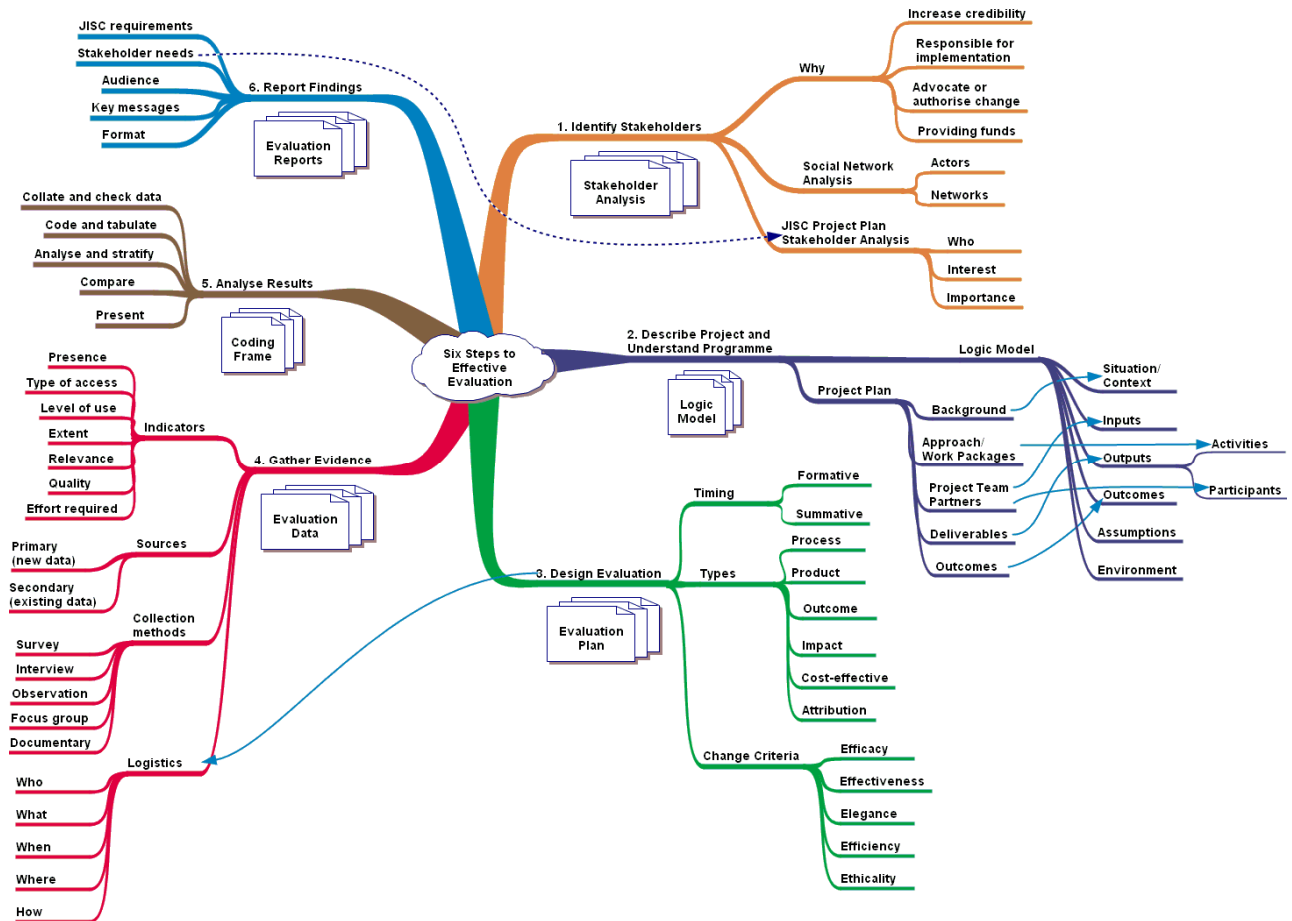 Six Steps to
Effective
Evaluation
1. Identify Stakeholders
Stakeholder
Analysis
Why
Increase credibility
Responsible for
implementation
Advocate or
authorise change
Providing funds
Social Network
Analysis
Actors
Networks
JISC Project Plan
Stakeholder Analysis
Who
Interest
Importance
2. Describe Project and
Understand Programme
Logic
Model
Logic Model
Situation/
Context
Inputs
Outputs
Activities
Participants
Outcomes
Assumptions
Environment
Project Plan
Background
Approach/
Work Packages
Project Team
Partners
Deliverables
Outcomes
3. Design Evaluation
Evaluation
Plan
Timing
Formative
Summative
Types
Process
Product
Outcome
Impact
Cost-effective
Attribution
Change Criteria
Efficacy
Effectiveness
Elegance
Efficiency
Ethicality
4. Gather Evidence
Evaluation
Data
Indicators
Presence
Type of access
Level of use
Extent
Relevance
Quality
Effort required
Sources
Primary
(new data)
Secondary
(existing data)
Collection
methods
Survey
Interview
Observation
Focus group
Documentary
Logistics
Who
What
When
Where
How
5. Analyse Results
Coding
Frame
Collate and check data
Code and tabulate
Analyse and stratify
Compare
Present
6. Report Findings
Evaluation
Reports
JISC requirements
Stakeholder needs
Audience
Key messages
Format